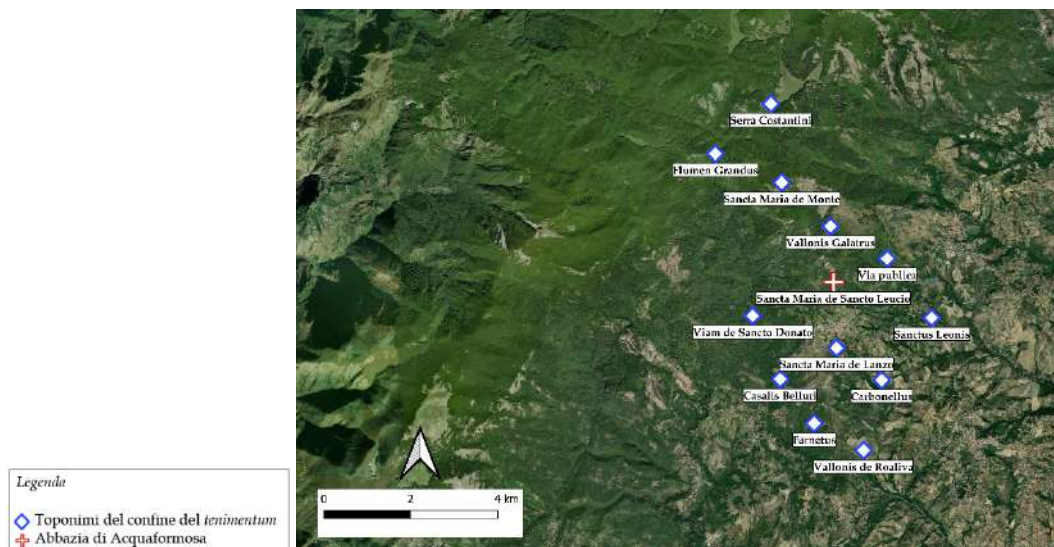 Serra Costantini
Flumen Grandus
Sancta Maria de Monte
Vallonis Galatrus
Via publica
Sancta Maria de Sancto Leucio
Viam de Sancto Donato
Sanctus Leonis
Sancta Maria de Lanzo
Casalis Belluri
Carbonellus
Farnetus
Vallonis de Roaliva
0 2 4 km
Legenda
Toponimi del confine del tenimentum
Abbazia di Acquaformosa